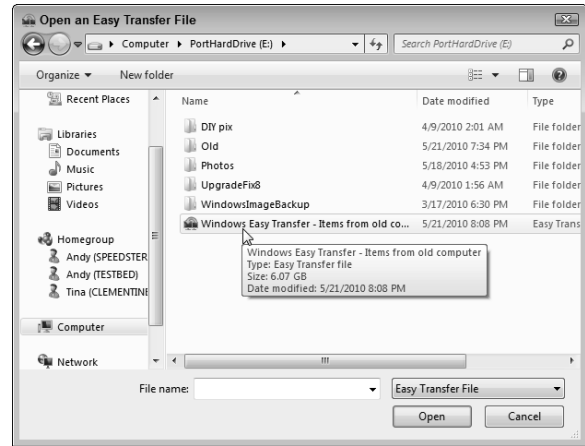 Open an Easy Transfer File
Computer PortHardDrive (E:) Search PortHardDrive (E:)
Organize New folder
Recent Places
Libraries
Documents
Music
Pictures
Videos
Homegroup
Andy (SPEEDSTER
Andy (TESTBED)
Tina (CLEMENTINE
Computer
Network
Name Date modified Type
DIY pix 4/9/2010 2:01 AM File folder
Old 5/21/2010 7:34 PM File folder
Photos 5/18/2010 4:53 PM File folder
UpgradeFix8 4/9/2010 1:56 AM File folder
WindowsImageBackup 3/17/2010 6:30 PM File folder
Windows Easy Transfer - Items from old co... 5/21/2010 8:08 PM Easy Trans
Windows Easy Transfer - Items from old computer
Type: Easy Transfer file
Size: 6.07 GB
Date modified: 5/21/2010 8:08 PM
File name: Easy Transfer File
Open Cancel